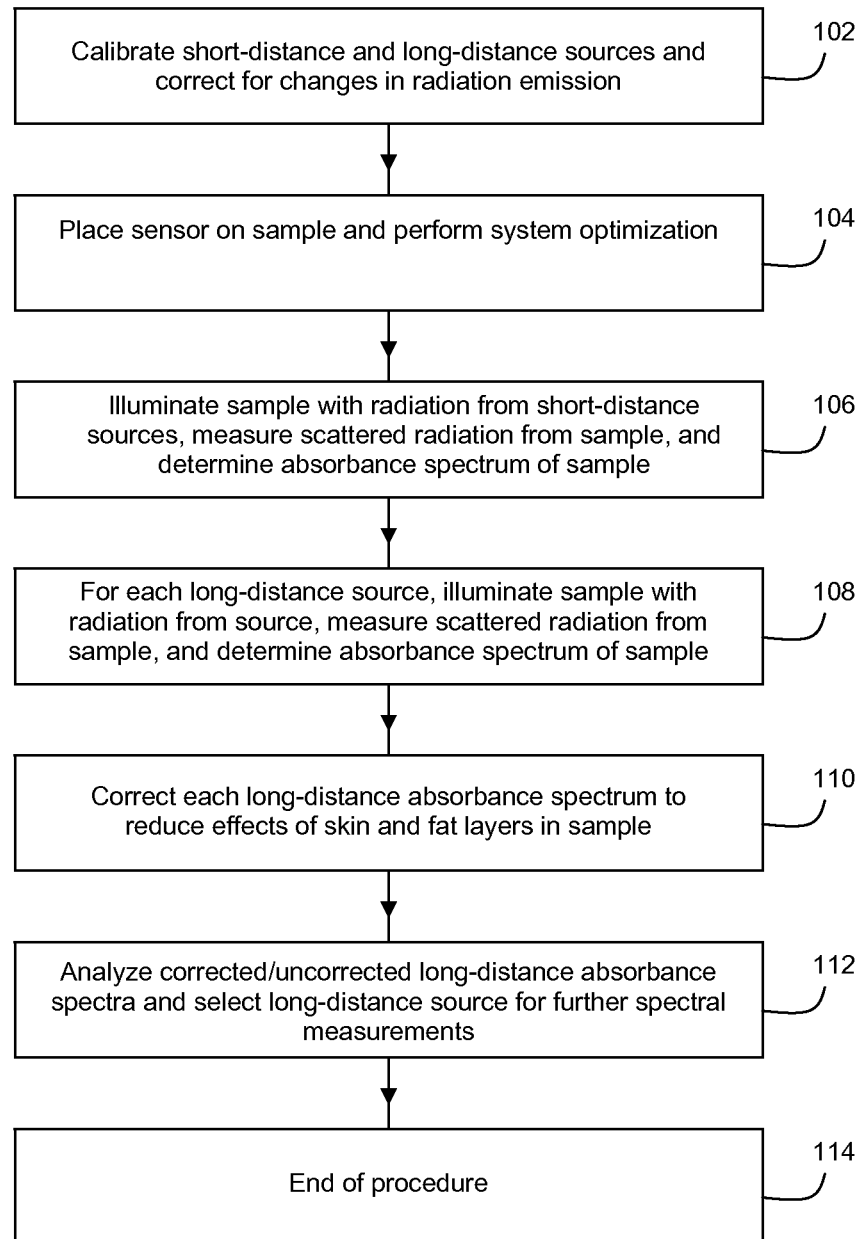 Calibrate short-distance and long-distance sources and
correct for changes in radiation emission
102
Place sensor on sample and perform system optimization
104
Illuminate sample with radiation from short-distance
sources, measure scattered radiation from sample, and
determine absorbance spectrum of sample
106
For each long-distance source, illuminate sample with
radiation from source, measure scattered radiation from
sample, and determine absorbance spectrum of sample
108
Correct each long-distance absorbance spectrum to
reduce effects of skin and fat layers in sample
110
Analyze corrected/uncorrected long-distance absorbance
spectra and select long-distance source for further spectral
measurements
112
End of procedure
114